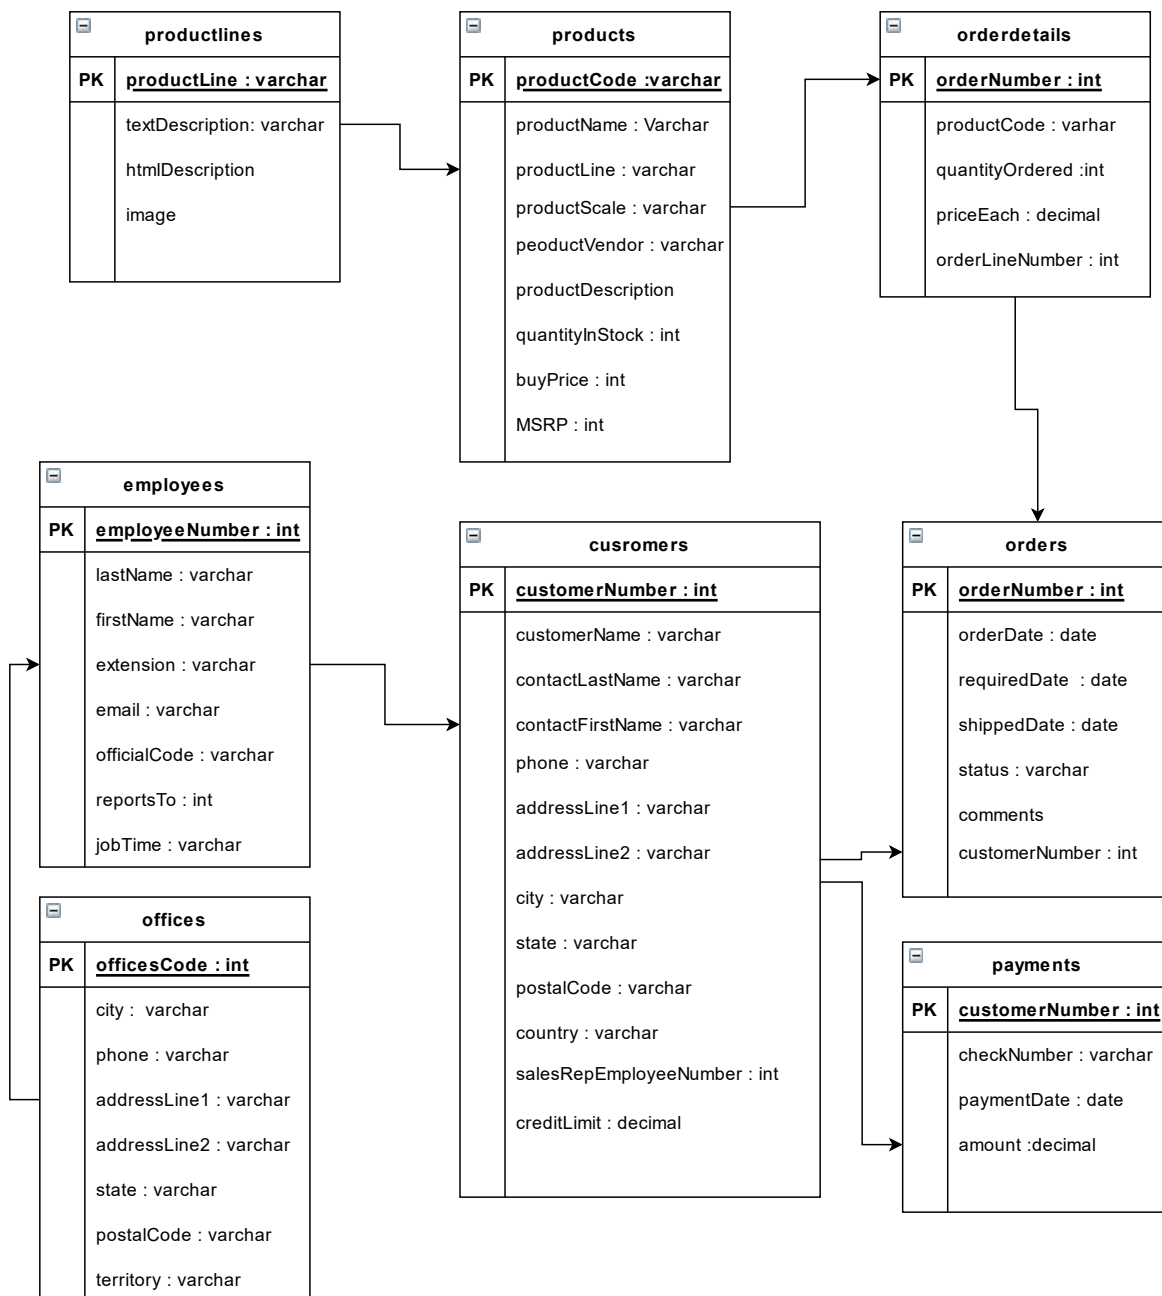 productlines
PK productLine : varchar
textDescription: varchar
htmlDescription
image
products
PK productCode :varchar
productName : Varchar
productLine : varchar
productScale : varchar
peoductVendor : varchar
productDescription
quantityInStock : int
buyPrice : int
MSRP : int
orderdetails
PK orderNumber : int
productCode : varhar
quantityOrdered :int
priceEach : decimal
orderLineNumber : int
employees
PK employeeNumber : int
lastName : varchar
firstName : varchar
extension : varchar
email : varchar
officialCode : varchar
reportsTo : int
jobTime : varchar
cusromers
PK customerNumber : int
customerName : varchar
contactLastName : varchar
contactFirstName : varchar
phone : varchar
addressLine1 : varchar
addressLine2 : varchar
city : varchar
state : varchar
postalCode : varchar
country : varchar
salesRepEmployeeNumber : int
creditLimit : decimal
orders
PK orderNumber : int
orderDate : date
requiredDate : date
shippedDate : date
status : varchar
comments
customerNumber : int
offices
PK officesCode : int
city : varchar
phone : varchar
addressLine1 : varchar
addressLine2 : varchar
state : varchar
postalCode : varchar
territory : varchar
payments
PK customerNumber : int
checkNumber : varchar
paymentDate : date
amount :decimal